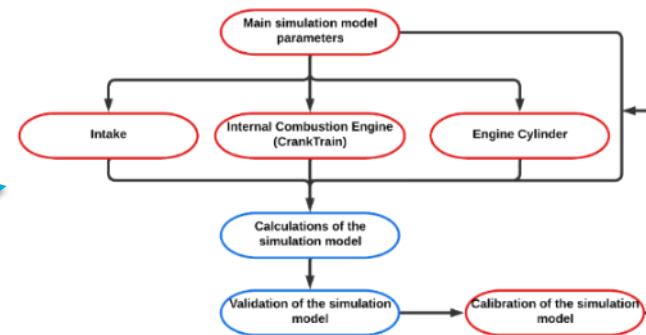 Main simulation model
parameters
Intake
Internal Combustion Engine
(CrankTrain)
Engine Cylinder
Calculations of the
simulation model
Validation of the simulation
model
Calibration of the simulation
model